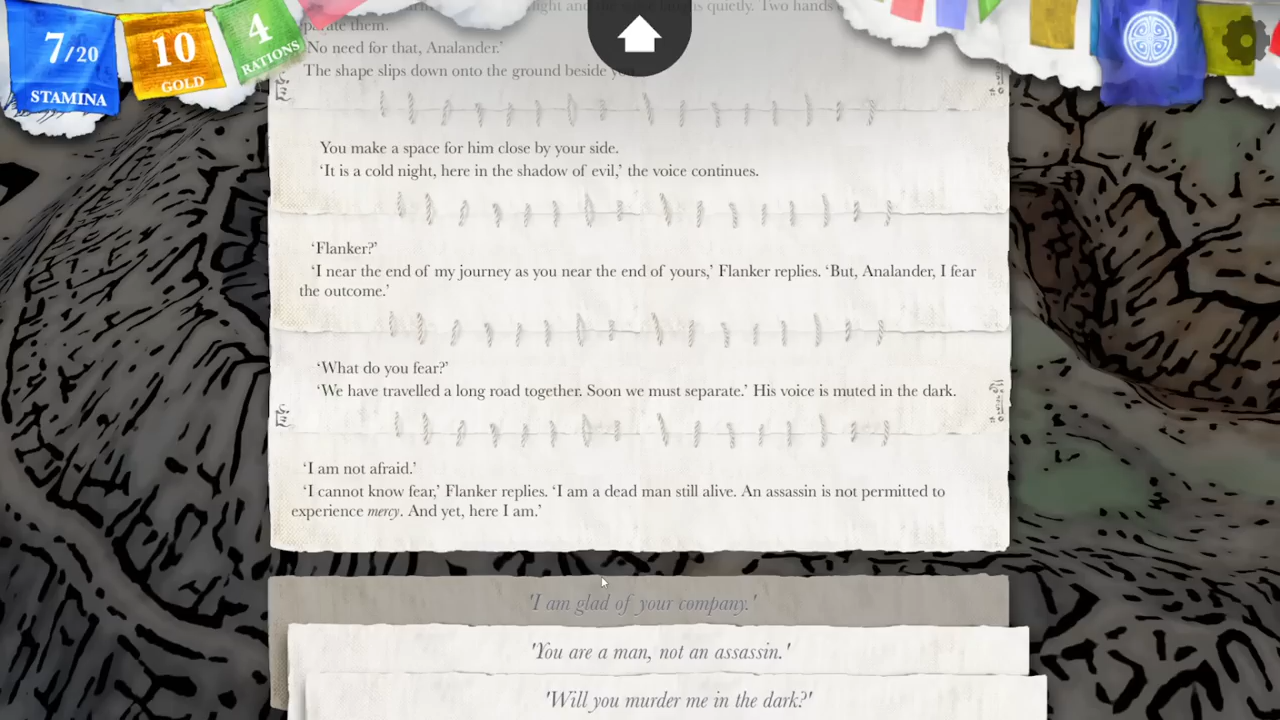 7/20
STAMINA
10
GOLD
4
RATIONS
light and
quietly. Two hands
them.
'No need for that, Analander.'
The shape slips down onto the ground beside
You make a space for him close by your side.
‘It is a cold night, here in the shadow of evil,’ the voice continues.
‘Flanker?’
‘I near the end of my journey as you near the end of yours,’ Flanker replies. ‘But, Analander, I fear
the outcome.’
‘What do you fear?’
‘We have travelled a long road together. Soon we must separate.’ His voice is muted in the dark.
‘I am not afraid.’
‘I cannot know fear,’ Flanker replies. ‘I am a dead man still alive. An assassin is not permitted to
experience mercy. And yet, here I am.’
'I am glad of your company.'
'You are a man, not an assassin.'
'Will you murder me in the dark?'